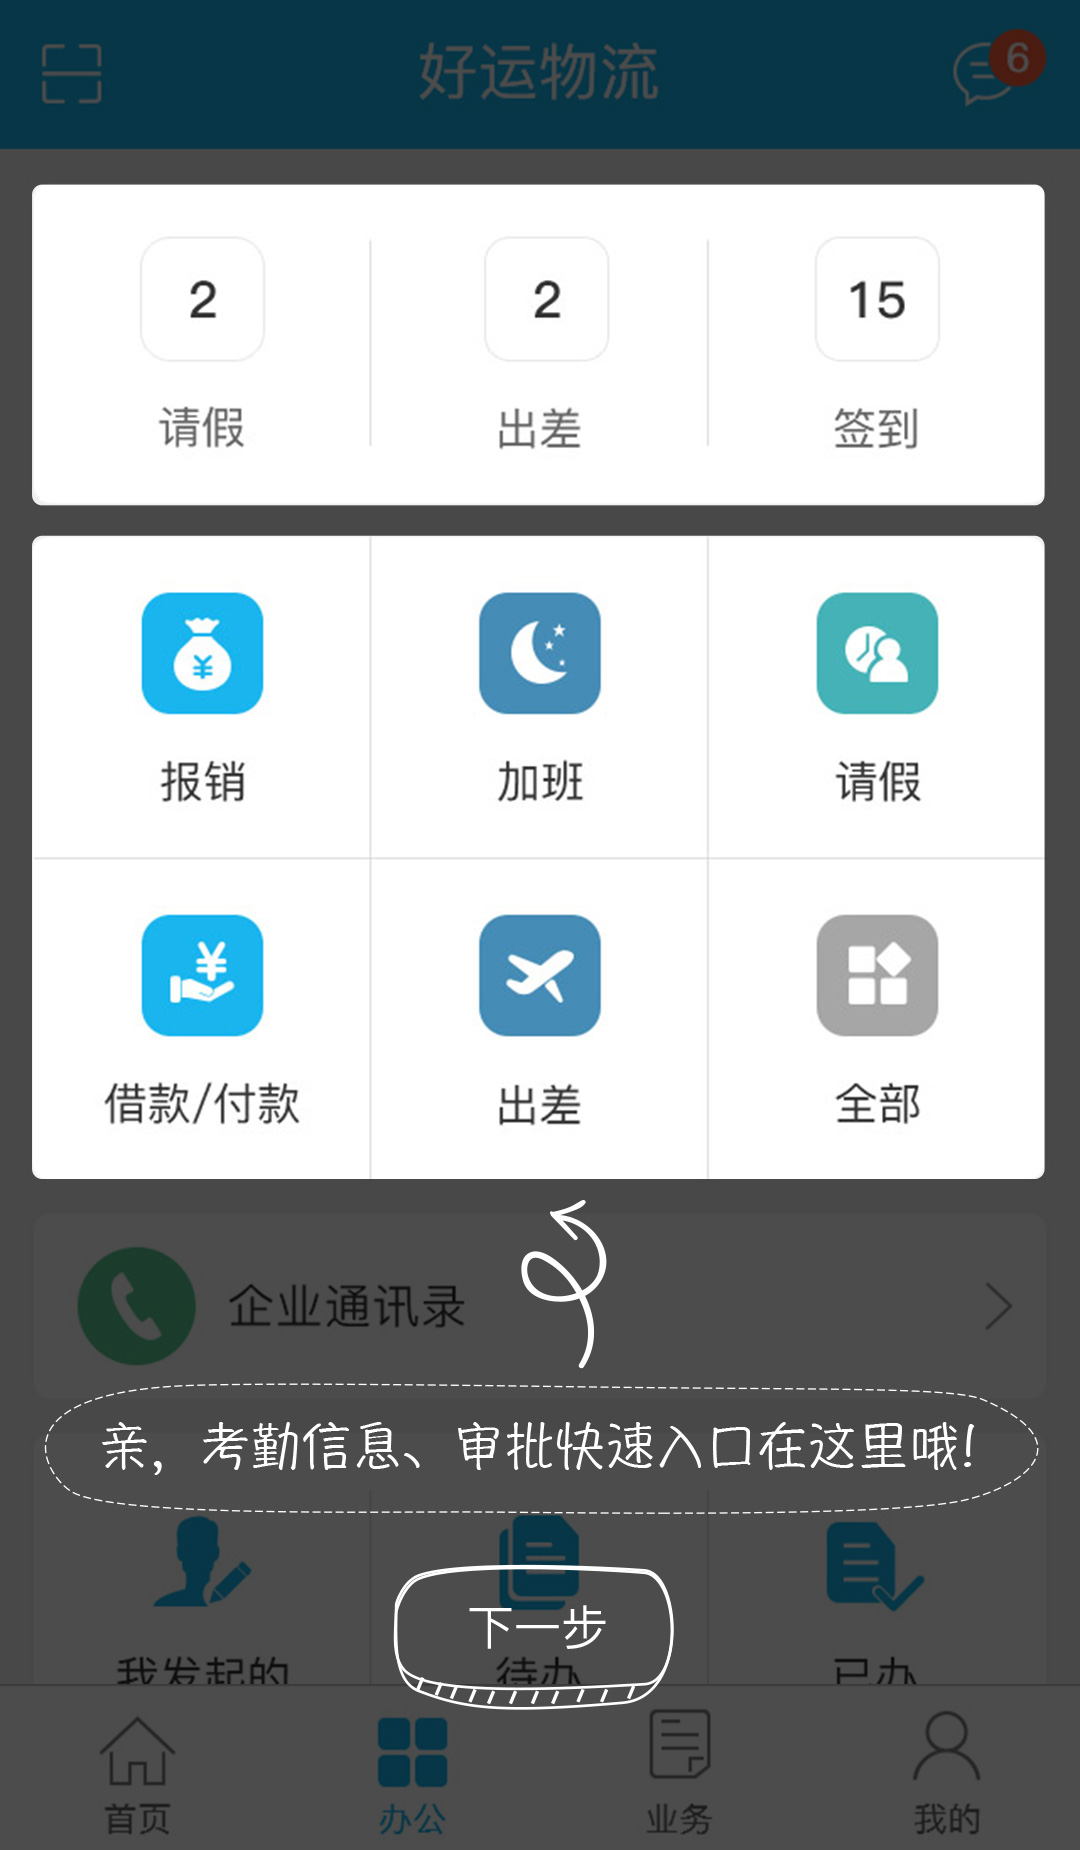 好运物流
6
2 2 15
请假 出差 签到
报销 加班 请假
借款/付款 出差 全部
企业通讯录
亲，考勤信息、审批快速入口在这里哦!
下一步
我发起的 待办 已办
首页 办公 业务 我的